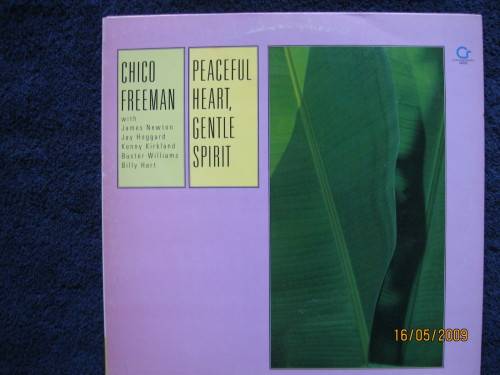 CHICO
FREEMAN
with
James Newton
Jay Hoggard
Kenny Kirkland
Buster Williams
Billy Hart
PEACEFUL
HEART,
GENTLE
SPIRIT
16/05/2009